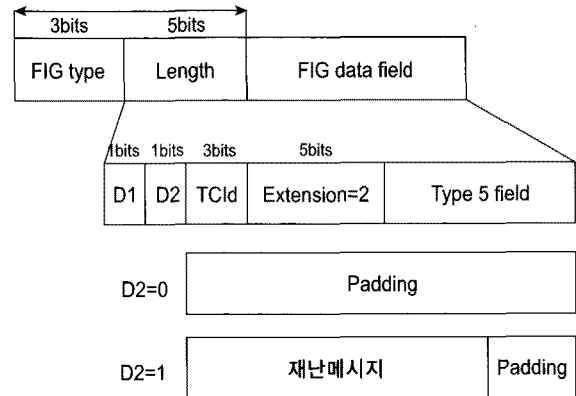 3bits 5bits
FIG type Length FIG data field
1bits 1bits 3bits 5bits
D1 D2 TCId Extension=2 Type 5 field
D2=0 Padding
D2=1 재난메시지 Padding